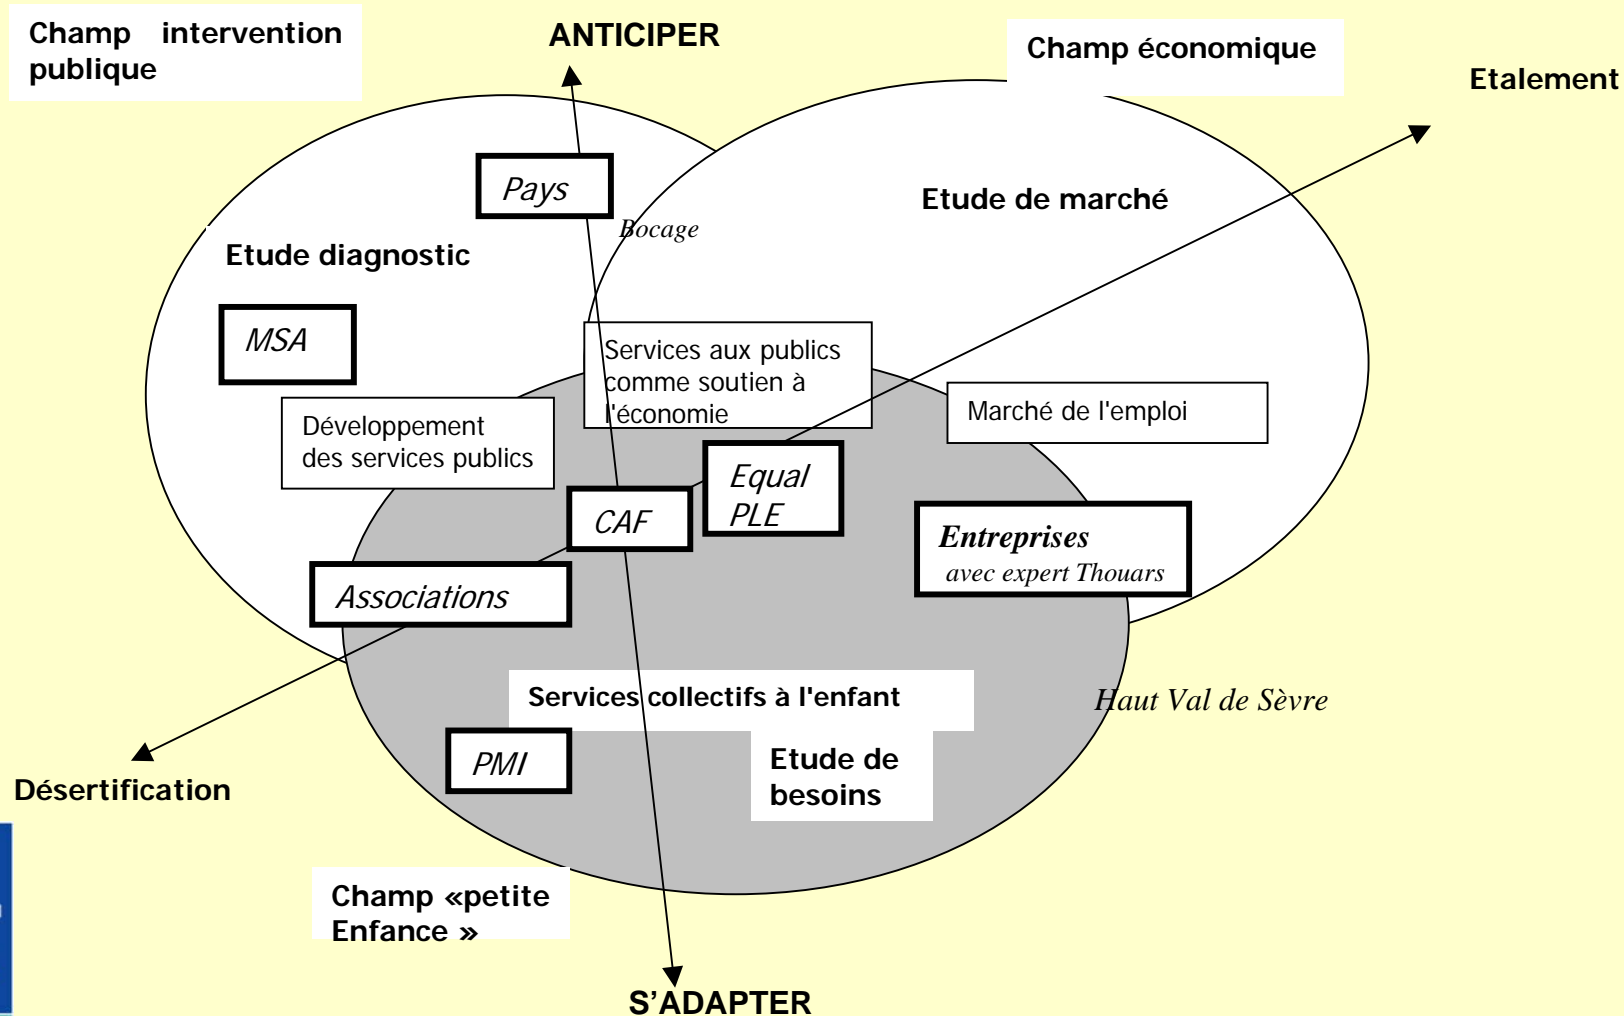 Champ intervention
publique
ANTICIPER
Champ économique
Etalement
Pays
Bocage
Etude de marché
Etude diagnostic
MSA
Services aux publics
comme soutien à
l'économie
Marché de l'emploi
Développement
des services publics
Equal
PLE
CAF
Entreprises
avec expert Thouars
Associations
Services collectifs à l'enfant
Haut Val de Sèvre
PMI
Etude de
besoins
Désertification
Champ «petite
Enfance »
S’ADAPTER